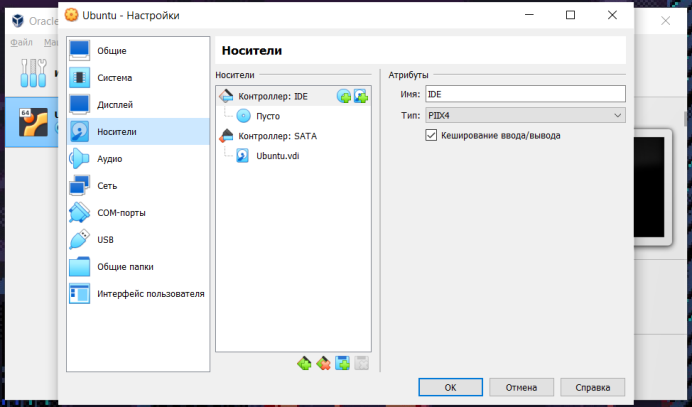 Oracle
Ubuntu - Настройки
Файл
64
Общие
Система
Дисплей
Носители
Аудио
Сеть
COM-порты
USB
Общие папки
Интерфейс пользователя
Носители
Носители
Контроллер: IDE
Пусто
Контроллер: SATA
Ubuntu.vdi
Атрибуты
Имя: IDE
Тип: PIIX4
Кеширование ввода/вывода
OK
Отмена
Справка